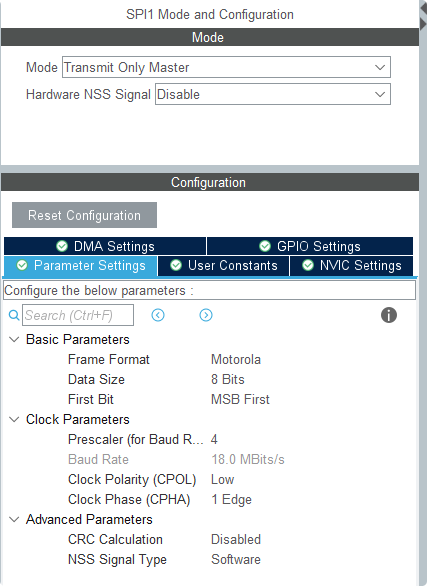 SPI1 Mode and Configuration
Mode
Mode Transmit Only Master
Hardware NSS Signal Disable
Configuration
Reset Configuration
DMA Settings GPIO Settings
Parameter Settings User Constants NVIC Settings
Configure the below parameters :
Search (Ctrl+F)
Basic Parameters
Frame Format Motorola
Data Size 8 Bits
First Bit MSB First
Clock Parameters
Prescaler (for Baud R... 4
Baud Rate 18.0 MBits/s
Clock Polarity (CPOL) Low
Clock Phase (CPHA) 1 Edge
Advanced Parameters
CRC Calculation Disabled
NSS Signal Type Software